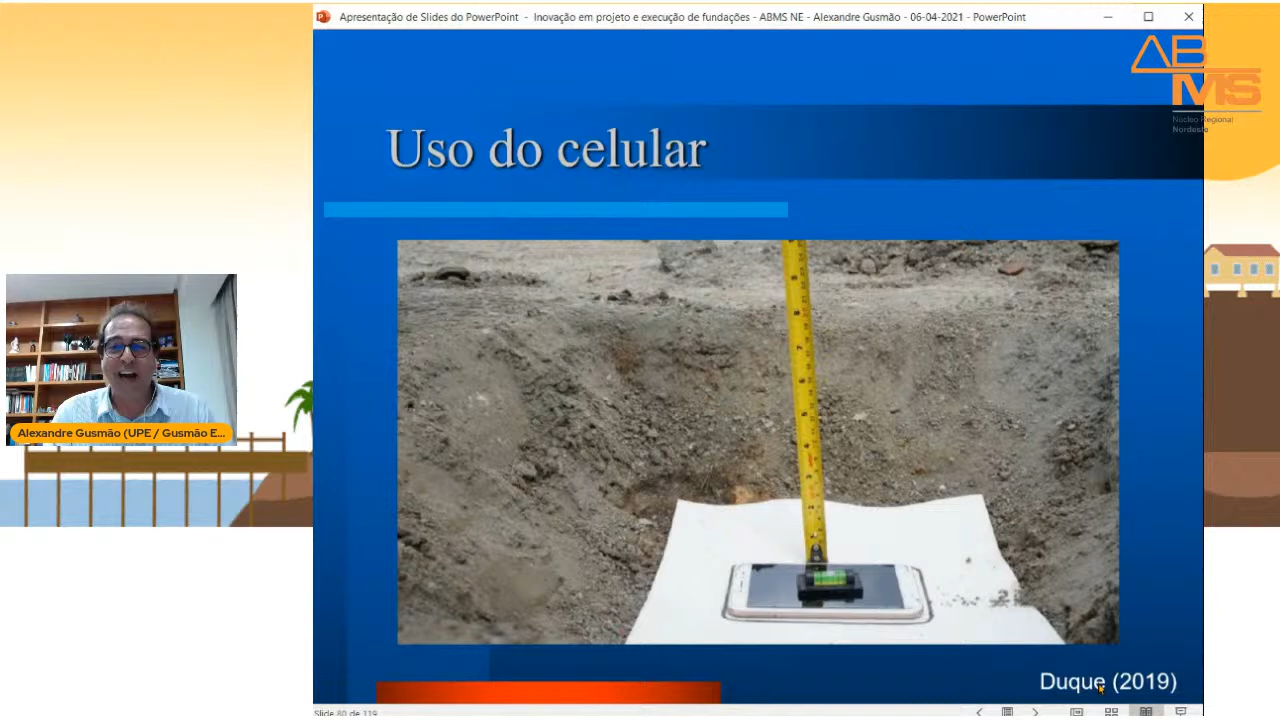 Apresentação de Slides do PowerPoint - Inovação em projeto e execução de fundações - ABMS NE - Alexandre Gusmão - 06-04-2021 - PowerPoint
ABMS
Núcleo Regional
Nordeste
Uso do celular
Alexandre Gusmão (UPE / Gusmão E...
Duque (2019)
Slide 80 de 119